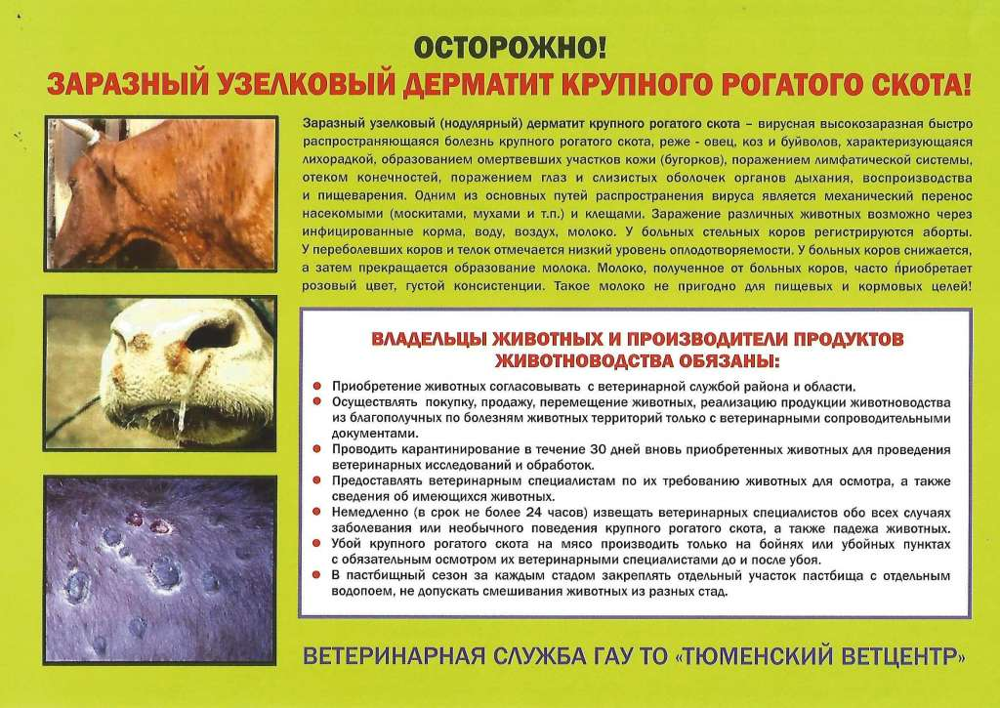 ОСТОРОЖНО!
ЗАРАЗНЫЙ УЗЕЛКОВЫЙ ДЕРМАТИТ КРУПНОГО РОГАТОГО СКОТА!
Заразный узелковый (нодулярный) дерматит крупного рогатого скота – вирусная высокозаразная быстро
распространяющаяся болезнь крупного рогатого скота, реже - овец, коз и буйволов, характеризующаяся
лихорадкой, образованием омертвевших участков кожи (бугорков), поражением лимфатической системы,
отеком конечностей, поражением глаз и слизистых оболочек органов дыхания, воспроизводства
и пищеварения. Одним из основных путей распространения вируса является механический перенос
насекомыми (москитами, мухами и т.п.) и клещами. Заражение различных животных возможно через
инфицированные корма, воду, воздух, молоко. У больных стельных коров регистрируются аборты.
У переболевших коров и телок отмечается низкий уровень оплодотворяемости. У больных коров снижается,
а затем прекращается образование молока. Молоко, полученное от больных коров, часто приобретает
розовый цвет, густой консистенции. Такое молоко не пригодно для пищевых и кормовых целей!
ВЛАДЕЛЬЦЫ ЖИВОТНЫХ И ПРОИЗВОДИТЕЛИ ПРОДУКТОВ
ЖИВОТНОВОДСТВА ОБЯЗАНЫ:
● Приобретение животных согласовывать с ветеринарной службой района и области.
● Осуществлять покупку, продажу, перемещение животных, реализацию продукции животноводства
из благополучных по болезням животных территорий только с ветеринарными сопроводительными
документами.
● Проводить карантинирование в течение 30 дней вновь приобретенных животных для проведения
ветеринарных исследований и обработок.
● Предоставлять ветеринарным специалистам по их требованию животных для осмотра, а также
сведения об имеющихся животных.
● Немедленно (в срок не более 24 часов) извещать ветеринарных специалистов обо всех случаях
заболевания или необычного поведения крупного рогатого скота, а также падежа животных.
● Убой крупного рогатого скота на мясо производить только на бойнях или убойных пунктах
с обязательным осмотром их ветеринарными специалистами до и после убоя.
● В пастбищный сезон за каждым стадом закреплять отдельный участок пастбища с отдельным
водопоем, не допускать смешивания животных из разных стад.
ВЕТЕРИНАРНАЯ СЛУЖБА ГАУ ТО «ТЮМЕНСКИЙ ВЕТЦЕНТР»